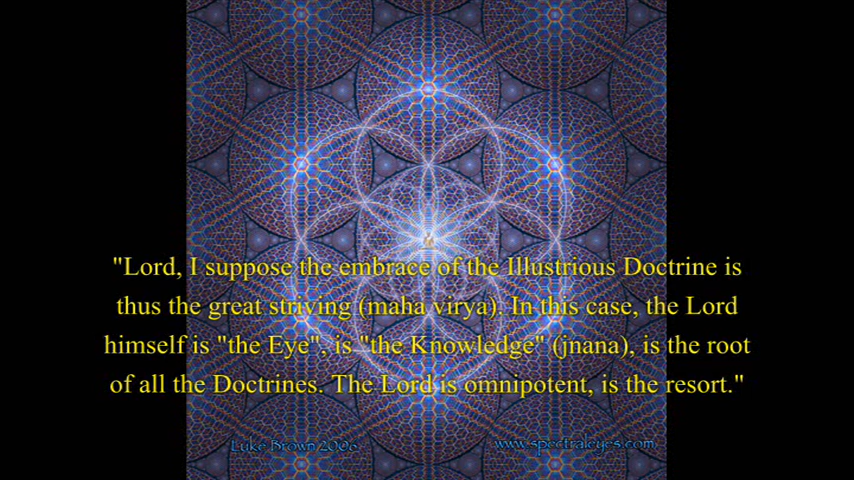 "Lord, I suppose the embrace of the Illustrious Doctrine is
thus the great striving (maha virya). In this case, the Lord
himself is "the Eye", is "the Knowledge" (jnana), is the root
of all the Doctrines. The Lord is omnipotent, is the resort."
Luke Brown 2006 www.spectraleyes.com